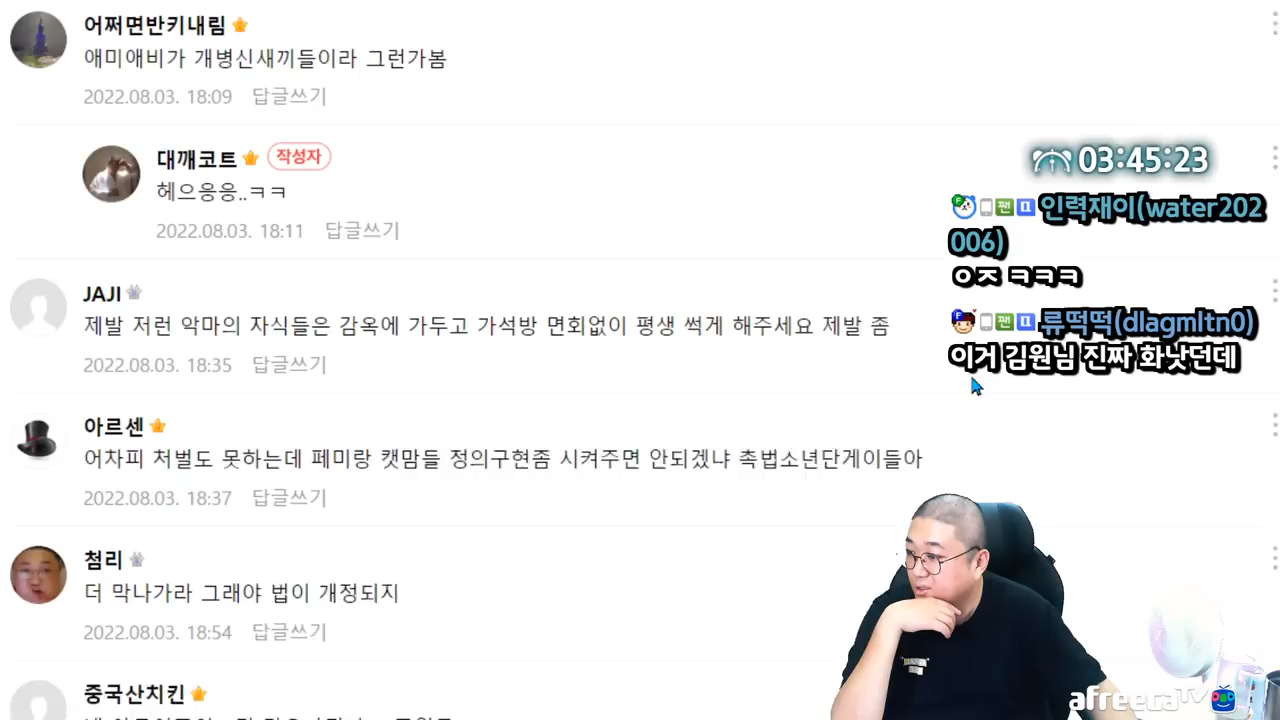 어쩌면반키내림
애미애비가 개병신새끼들이라 그런가봄
2022.08.03. 18:09 답글쓰기
대깨코트 작성자
헤으응응..ㅋㅋ
2022.08.03. 18:11 답글쓰기
JAJI
제발 저런 악마의 자식들은 감옥에 가두고 가석방 면회없이 평생 썩게 해주세요 제발 좀
2022.08.03. 18:35 답글쓰기
아르센
어차피 처벌도 못하는데 페미랑 캣맘들 정의구현좀 시켜주면 안되겠냐 촉법소년단게이들아
2022.08.03. 18:37 답글쓰기
첨리
더 막나가라 그래야 법이 개정되지
2022.08.03. 18:54 답글쓰기
중국산치킨
03:45:23
F 팬 인력재이(water202
006)
ㅇㅈ ㅋㅋㅋ
F 팬 류떡떡(dlagmltn0)
이거 김원님 진짜 화낫던데
afreecaTV